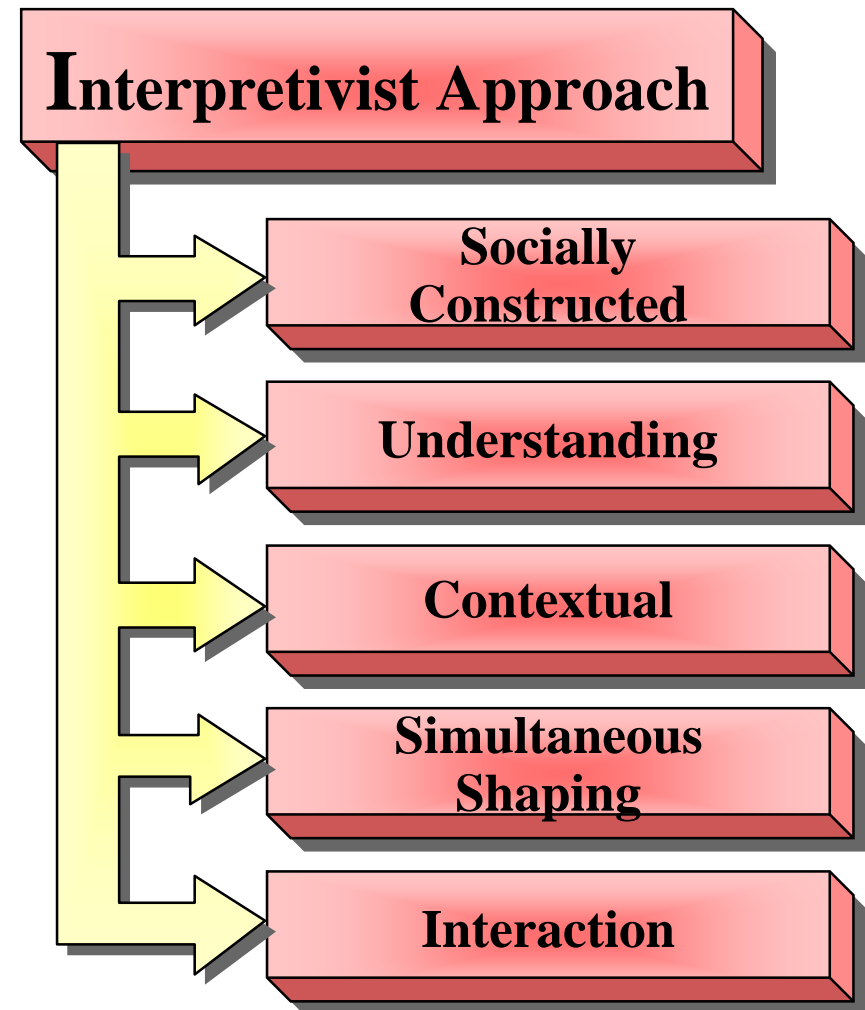 Interpretivist Approach
Socially
Constructed
Understanding
Contextual
Simultaneous
Shaping
Interaction